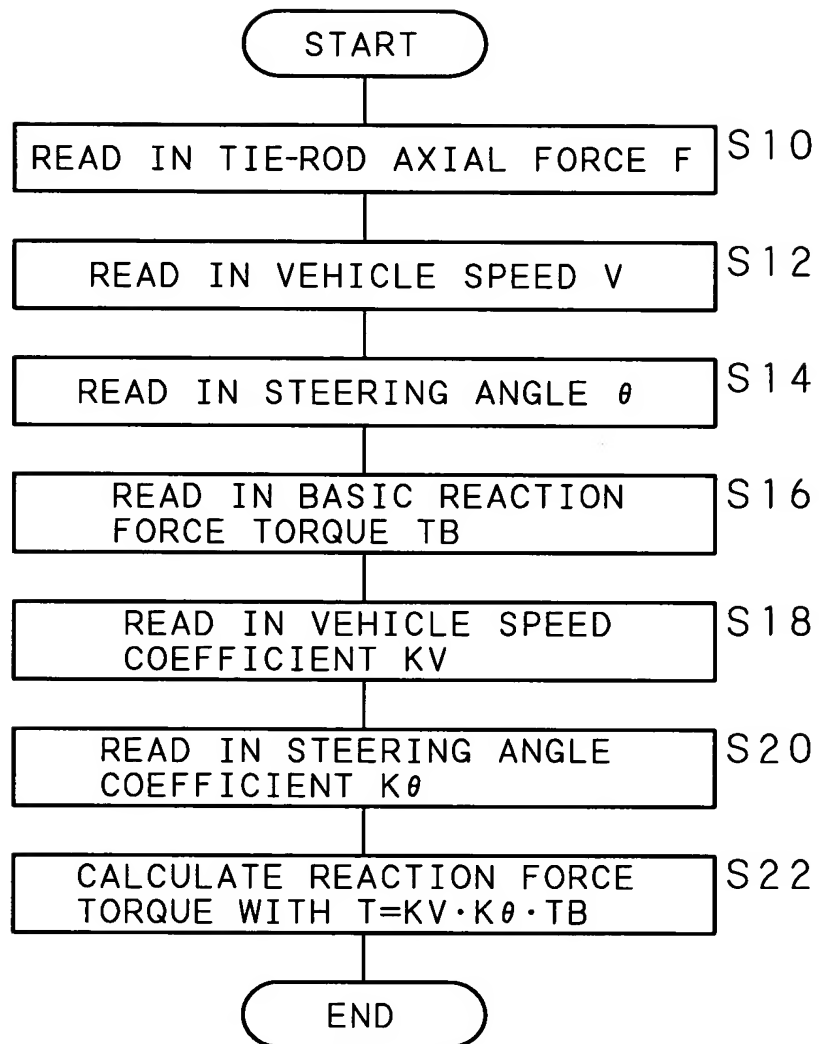 START
READ IN TIE-ROD AXIAL FORCE F
S10
READ IN VEHICLE SPEED V
S12
READ IN STEERING ANGLE θ
S14
READ IN BASIC REACTION
FORCE TORQUE TB
S16
READ IN VEHICLE SPEED
COEFFICIENT KV
S18
READ IN STEERING ANGLE
COEFFICIENT Kθ
S20
CALCULATE REACTION FORCE
TORQUE WITH T=KV·Kθ·TB
S22
END